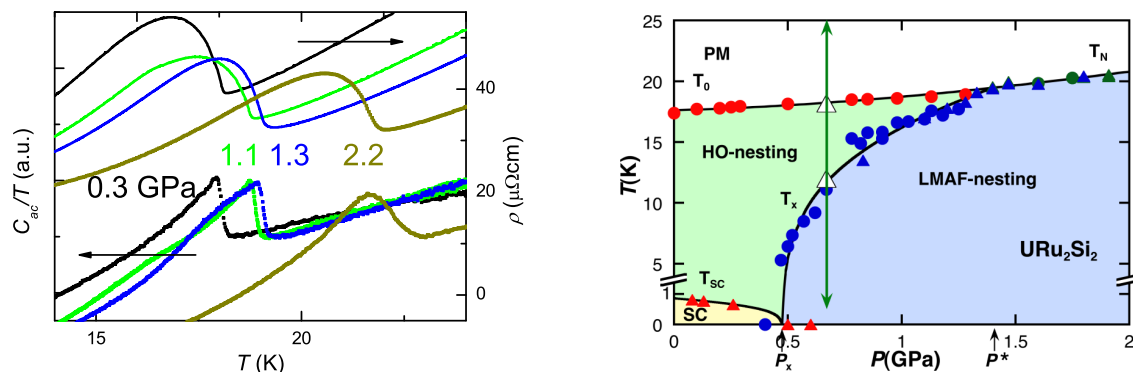 C_ac/T (a.u.)
0.3 GPa
1.1
1.3
2.2
40
20
0
ρ (μΩcm)
15
20
T (K)
25
20
15
10
5
1
0
T(K)
PM
T_0
T_N
HO-nesting
LMAF-nesting
T_x
URu_2Si_2
T_SC
SC
0
0.5
1
1.5
2
P_x
P(GPa)
P*